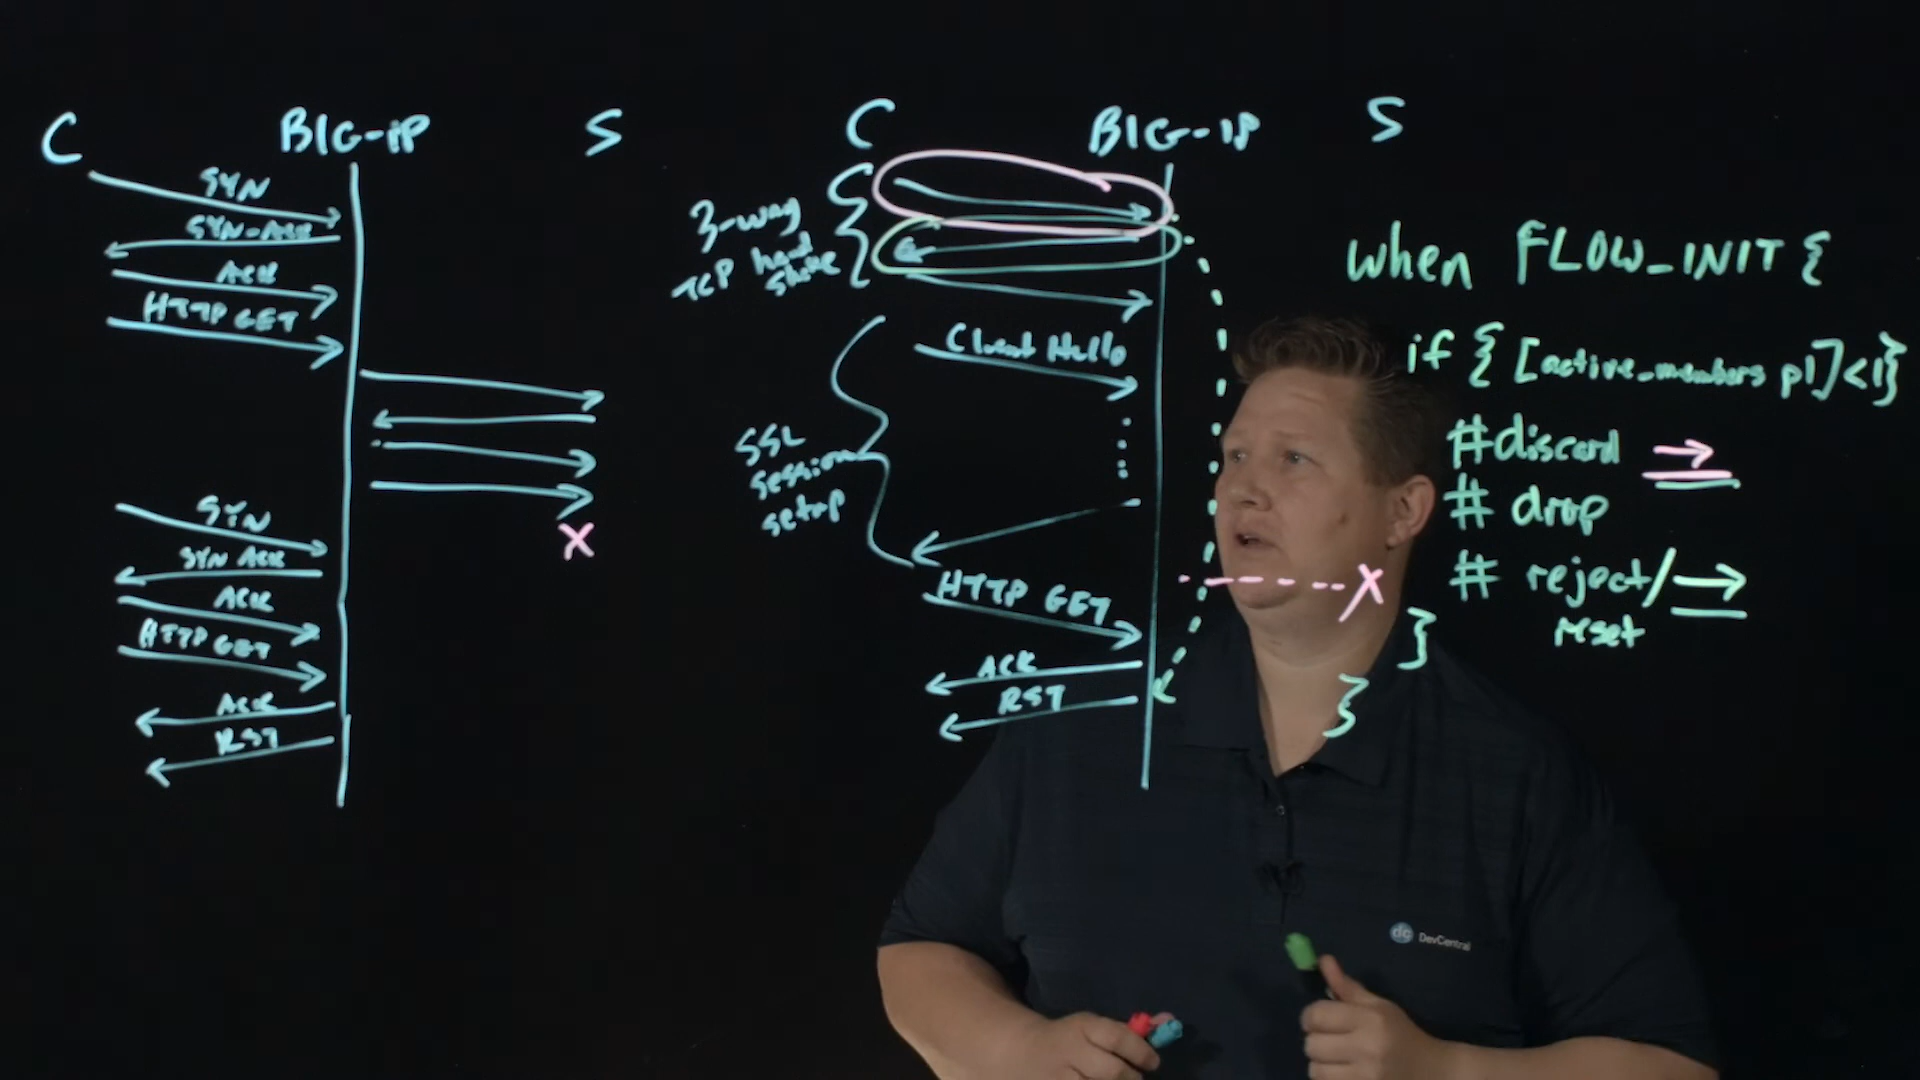 C BIG-IP S
SYN
SYN-ACK
ACK
HTTP GET
SYN
SYN ACK
ACK
HTTP GET
ACK
RST
X
C BIG-IP S
3-way
TCP hand
shake
Client Hello
SSL
session
setup
HTTP GET
ACK
RST
X
when FLOW_INIT {
if { [active_members p1]<1}
#discard
# drop
# reject/
reset
}
}
dc DevCentral